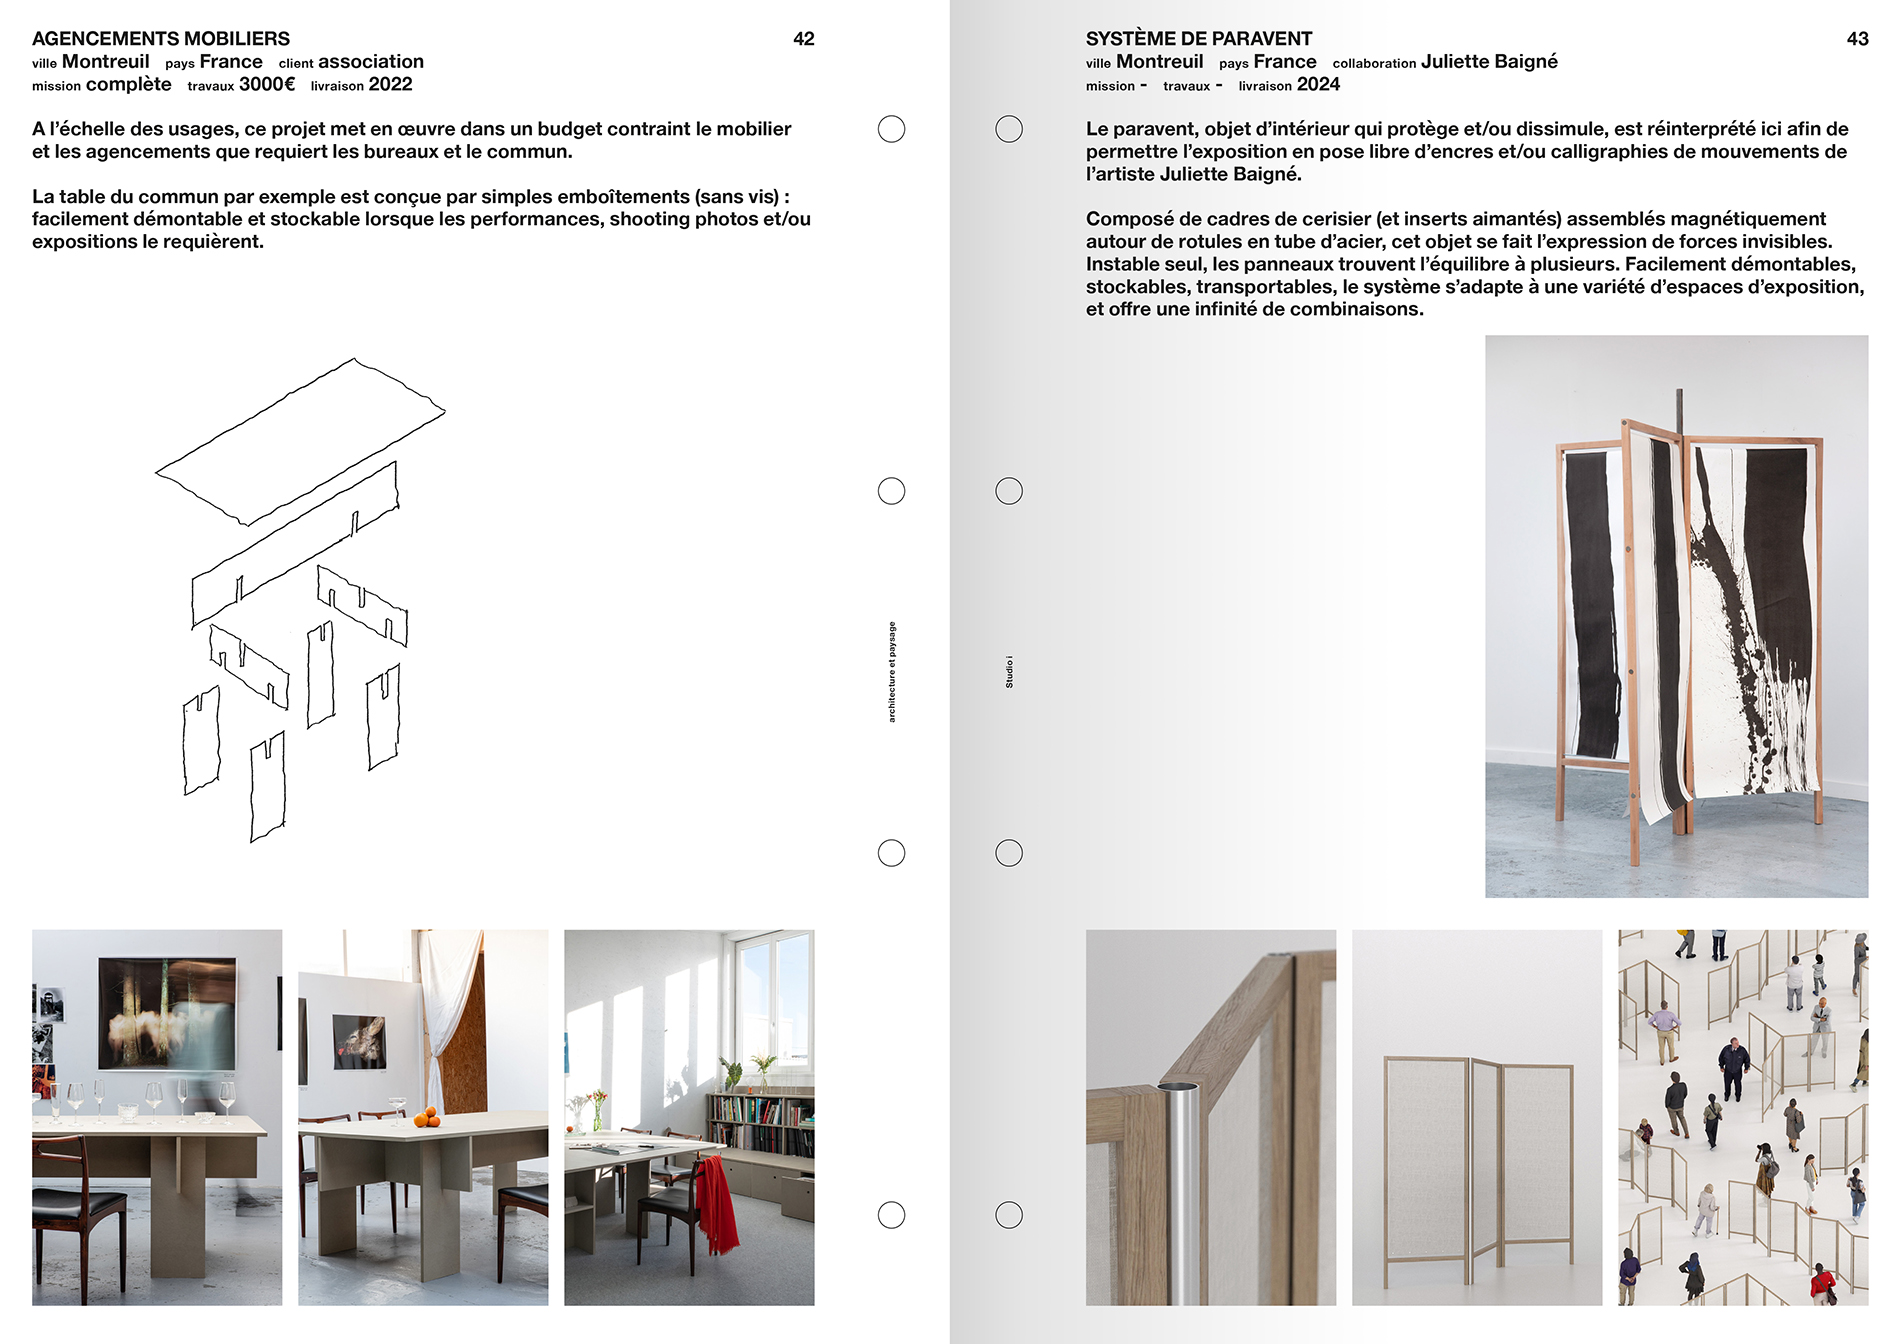 AGENCEMENTS MOBILIERS
42
ville Montreuil pays France client association
mission complète travaux 3000€ livraison 2022
A l’échelle des usages, ce projet met en œuvre dans un budget contraint le mobilier
et les agencements que requiert les bureaux et le commun.
La table du commun par exemple est conçue par simples emboîtements (sans vis) :
facilement démontable et stockable lorsque les performances, shooting photos et/ou
expositions le requièrent.
architecture et paysage
SYSTÈME DE PARAVENT
43
ville Montreuil pays France collaboration Juliette Baigné
mission - travaux - livraison 2024
Le paravent, objet d’intérieur qui protège et/ou dissimule, est réinterprété ici afin de
permettre l’exposition en pose libre d’encres et/ou calligraphies de mouvements de
l’artiste Juliette Baigné.
Composé de cadres de cerisier (et inserts aimantés) assemblés magnétiquement
autour de rotules en tube d’acier, cet objet se fait l’expression de forces invisibles.
Instable seul, les panneaux trouvent l’équilibre à plusieurs. Facilement démontables,
stockables, transportables, le système s’adapte à une variété d’espaces d’exposition,
et offre une infinité de combinaisons.
Studio i